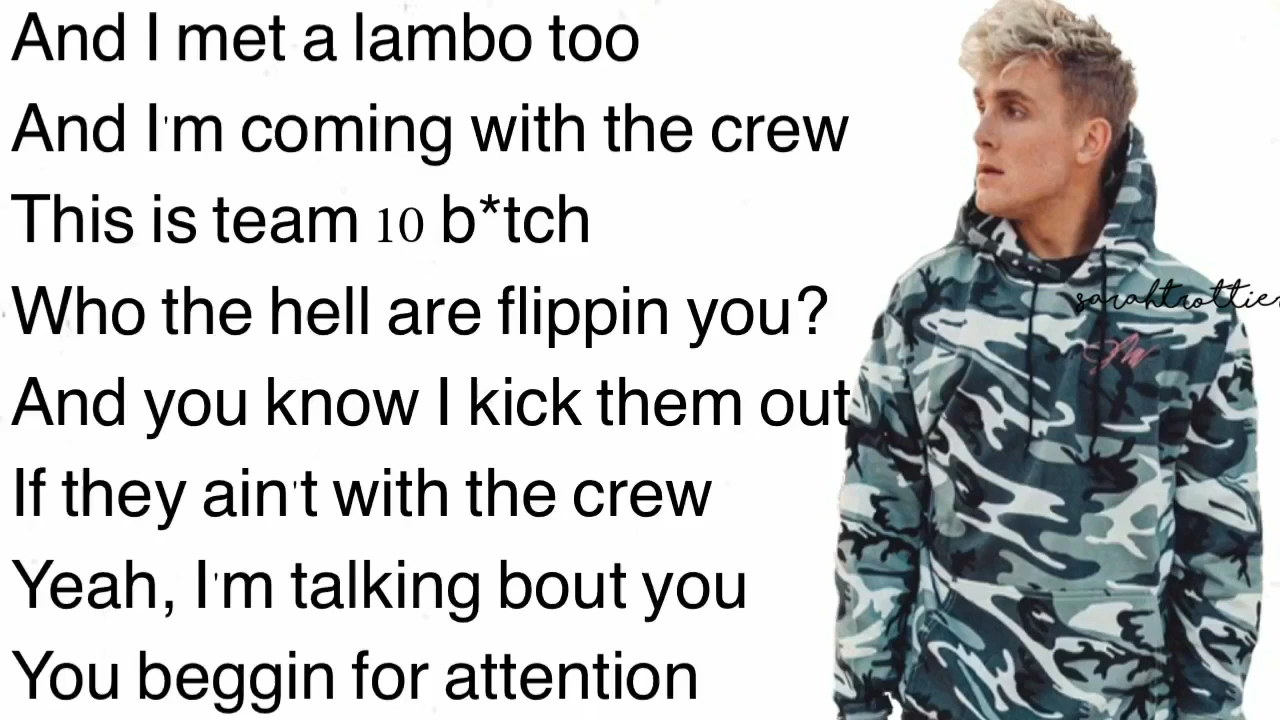 And I met a lambo too
And I'm coming with the crew
This is team 10 b*tch
Who the hell are flippin you?
And you know I kick them out
If they ain't with the crew
Yeah, I'm talking bout you
You beggin for attention
sarahtrottier